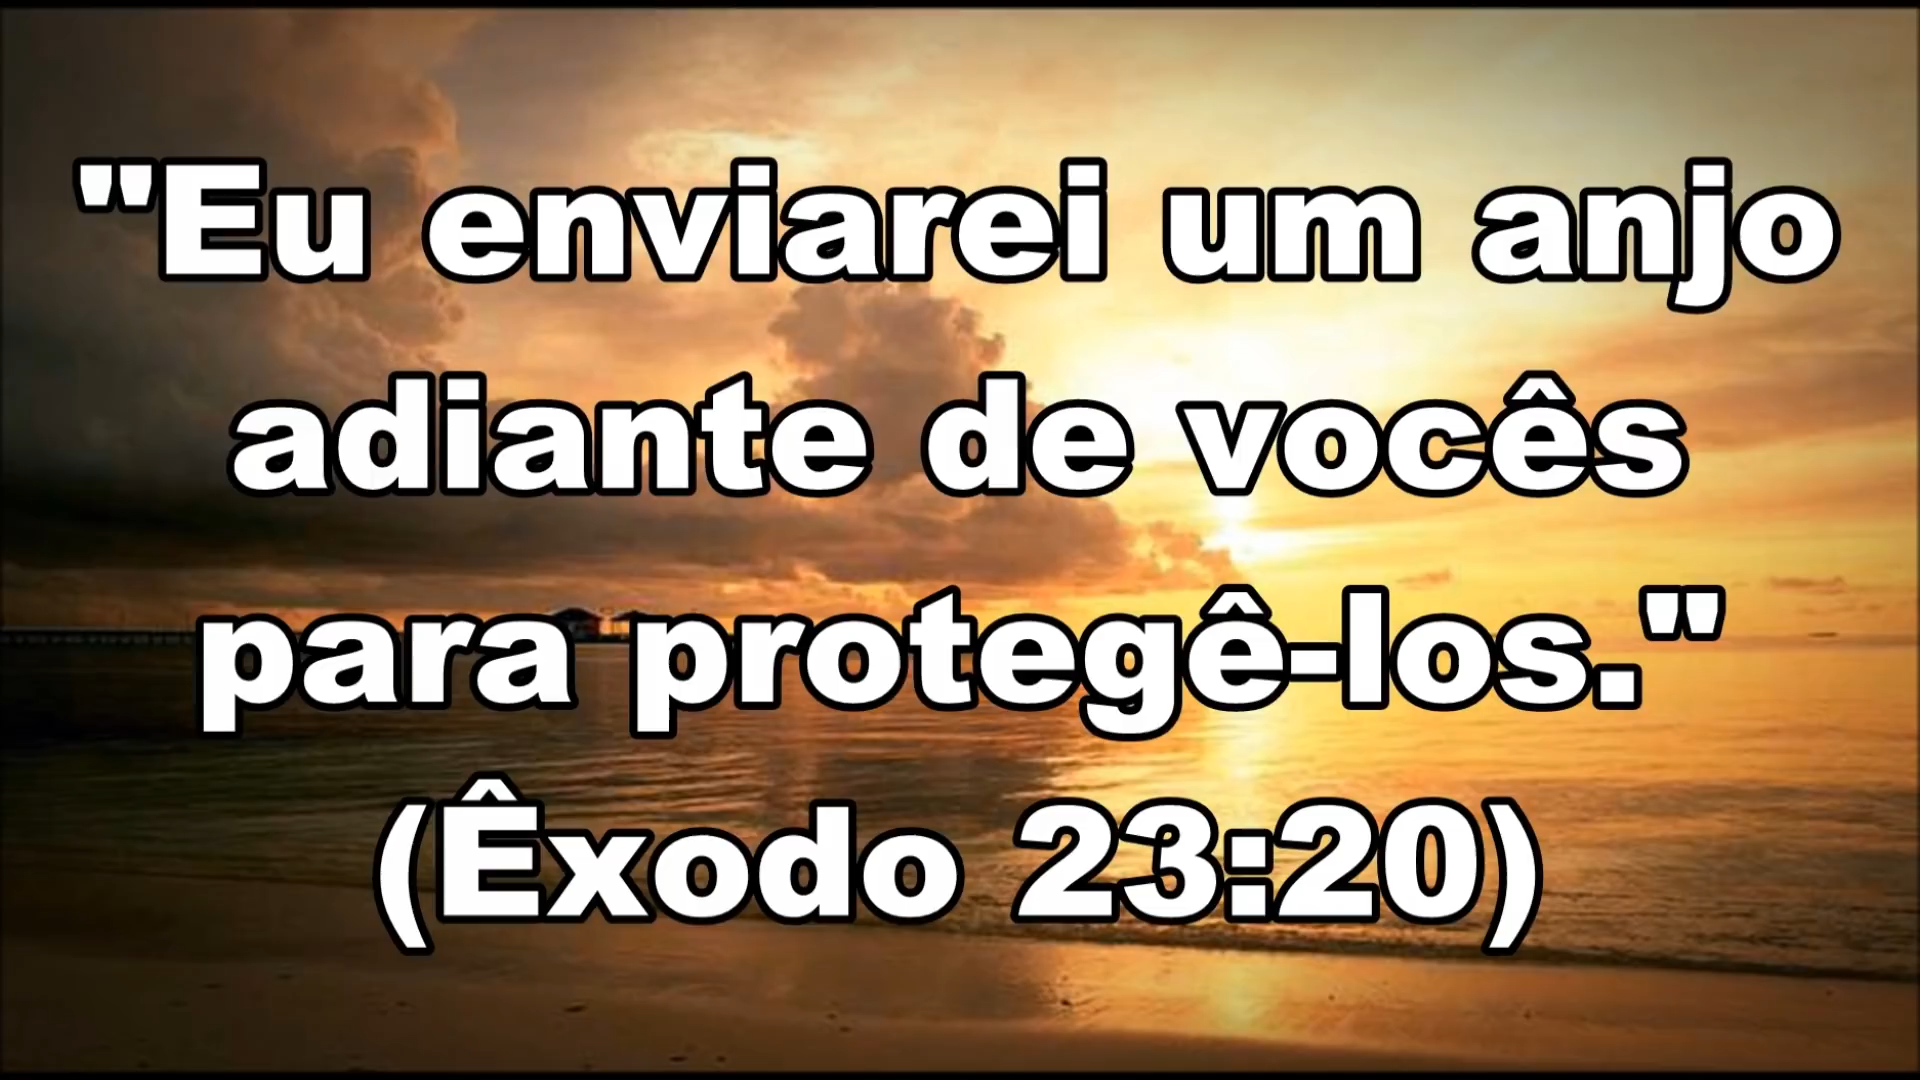 "Eu enviarei um anjo
adiante de vocês
para protegê-los."
(Êxodo 23:20)